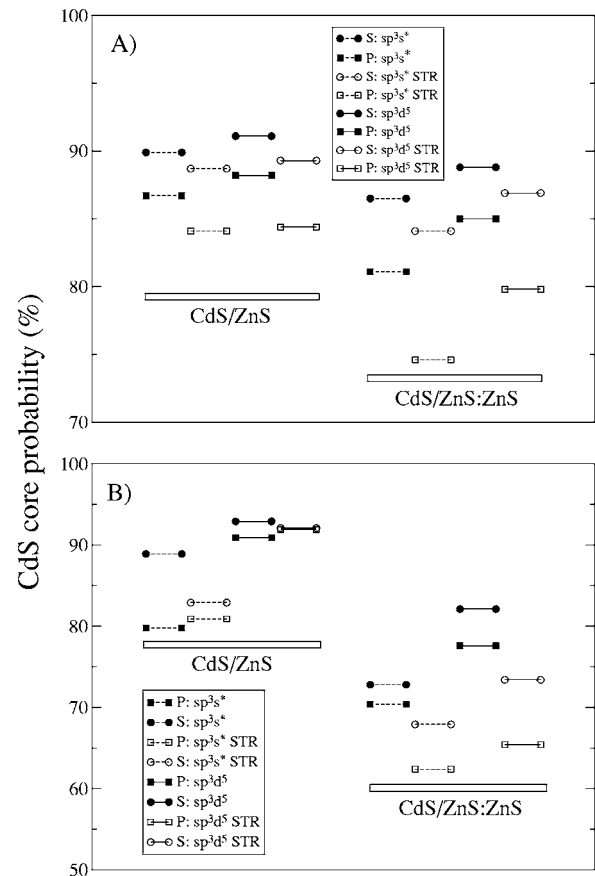 CdS core probability (%)
A)
100
90
80
70
S: sp³s*
P: sp³s*
S: sp³s* STR
P: sp³s* STR
S: sp³d⁵
P: sp³d⁵
S: sp³d⁵ STR
P: sp³d⁵ STR
CdS/ZnS
CdS/ZnS:ZnS
B)
100
90
80
70
60
50
CdS/ZnS
P: sp³s*
S: sp³s*
P: sp³s* STR
S: sp³s* STR
P: sp³d⁵
S: sp³d⁵
P: sp³d⁵ STR
S: sp³d⁵ STR
CdS/ZnS:ZnS